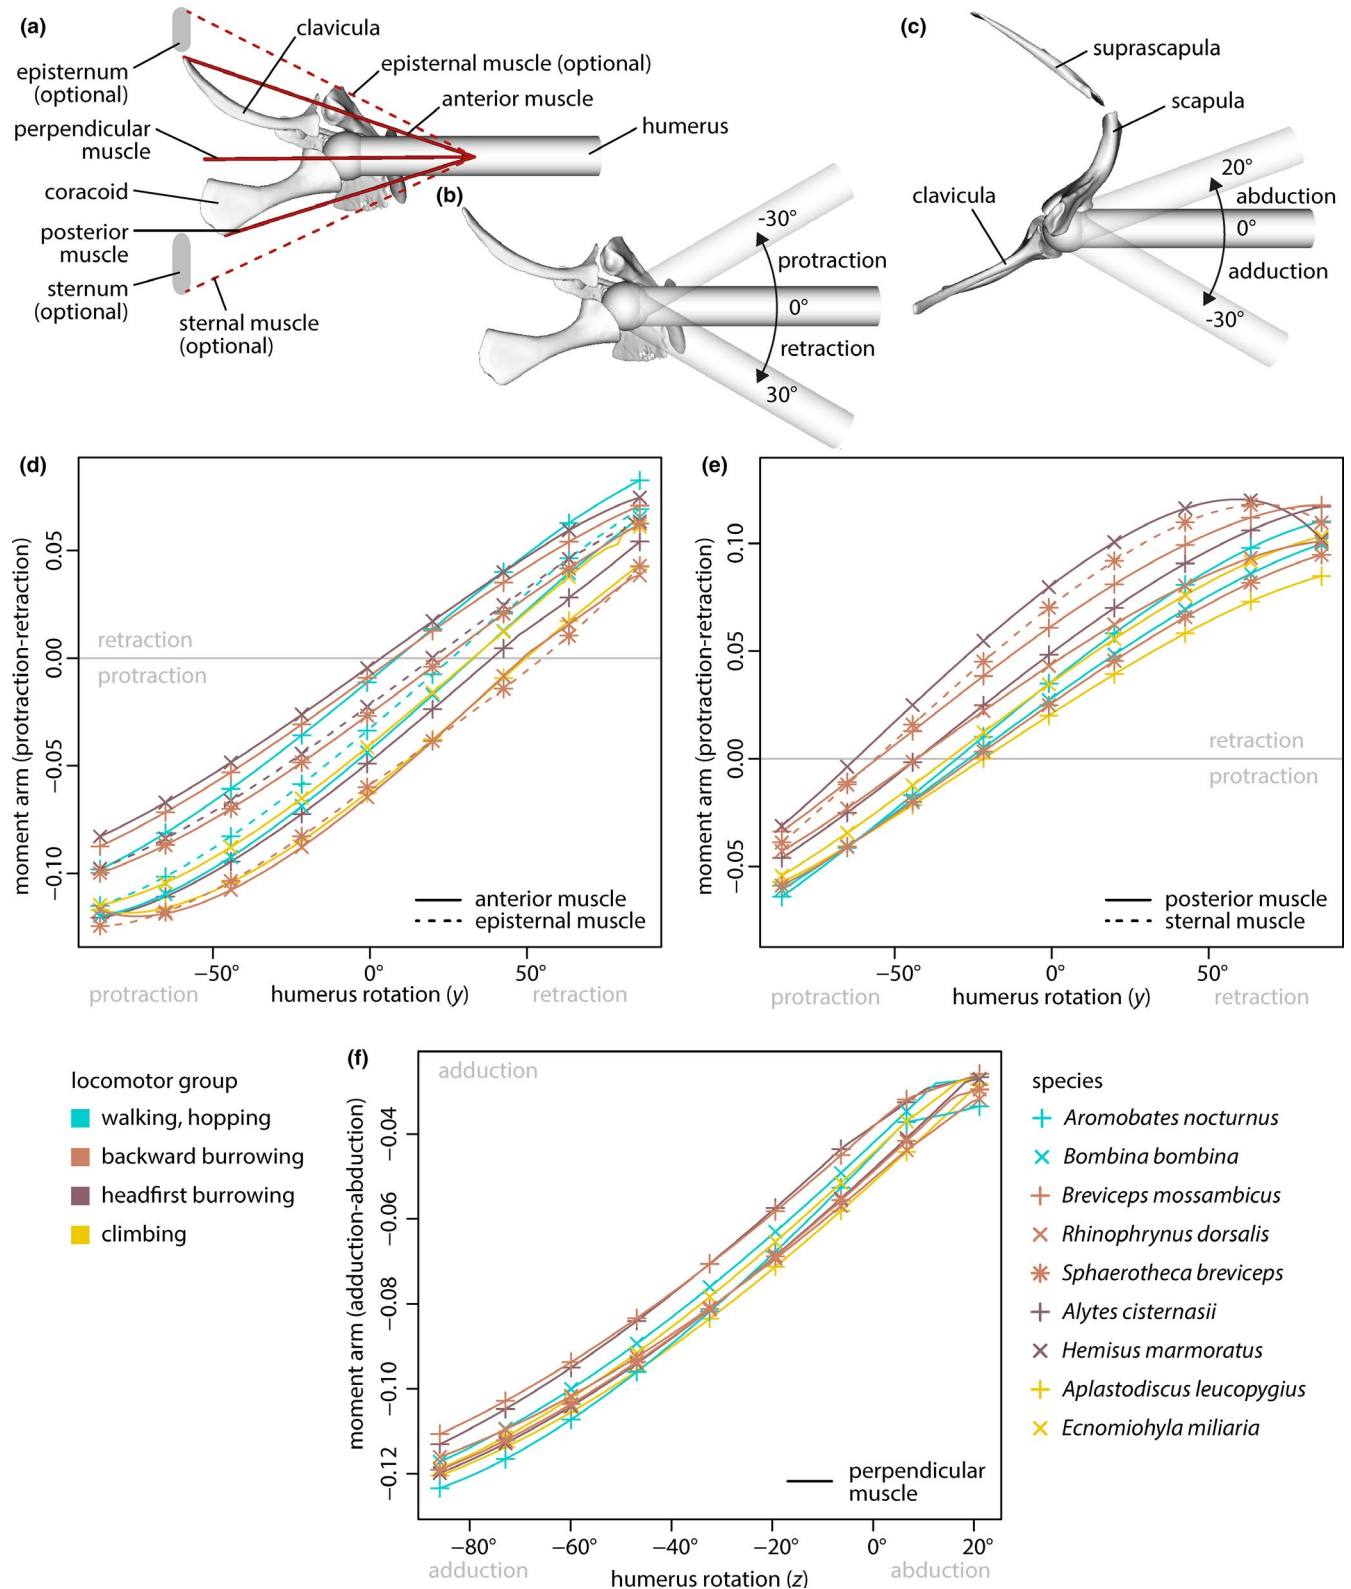 (a)
clavicula
episternum
(optional)
episternal muscle (optional)
anterior muscle
perpendicular
muscle
humerus
coracoid
posterior
muscle
sternum
(optional)
sternal muscle
(optional)
(b)
-30°
protraction
0°
retraction
30°
(c)
suprascapula
scapula
clavicula
20°
abduction
0°
adduction
-30°
(d)
moment arm (protraction-retraction)
0.05
0.00
−0.05
−0.10
retraction
protraction
anterior muscle
episternal muscle
−50°
0°
50°
protraction
humerus rotation (y)
retraction
(e)
moment arm (protraction-retraction)
0.10
0.05
0.00
−0.05
retraction
protraction
posterior muscle
sternal muscle
−50°
0°
50°
protraction
humerus rotation (y)
retraction
locomotor group
walking, hopping
backward burrowing
headfirst burrowing
climbing
(f)
adduction
moment arm (adduction-abduction)
−0.04
−0.06
−0.08
−0.10
−0.12
perpendicular
muscle
−80°
−60°
−40°
−20°
0°
20°
adduction
humerus rotation (z)
abduction
species
Aromobates nocturnus
Bombina bombina
Breviceps mossambicus
Rhinophrynus dorsalis
Sphaerotheca breviceps
Alytes cisternasii
Hemisus marmoratus
Aplastodiscus leucopygius
Ecnomiohyla miliaria